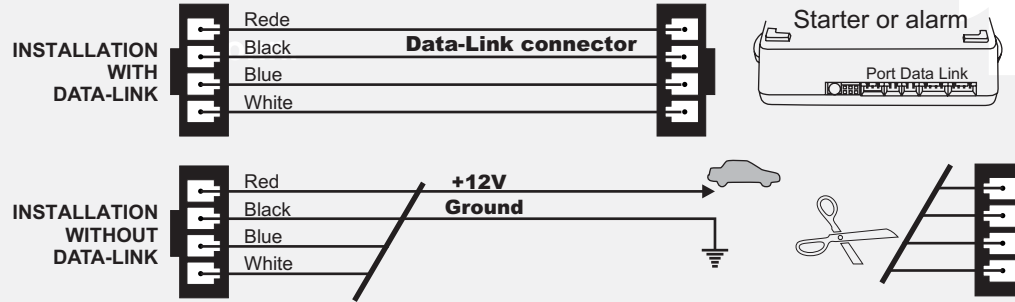 INSTALLATION
WITH
DATA-LINK
Rede
Black
Blue
White
Data-Link connector
Starter or alarm
Port Data Link
INSTALLATION
WITHOUT
DATA-LINK
Red
Black
Blue
White
+12V
Ground